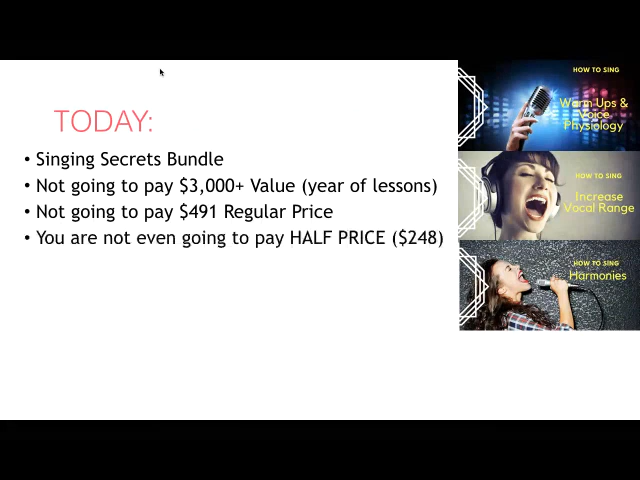 TODAY:
• Singing Secrets Bundle
• Not going to pay $3,000+ Value (year of lessons)
• Not going to pay $491 Regular Price
• You are not even going to pay HALF PRICE ($248)
HOW TO SING
Warm Ups &
Voice
Physiology
HOW TO SING
Increase
Vocal Range
HOW TO SING
Harmonies